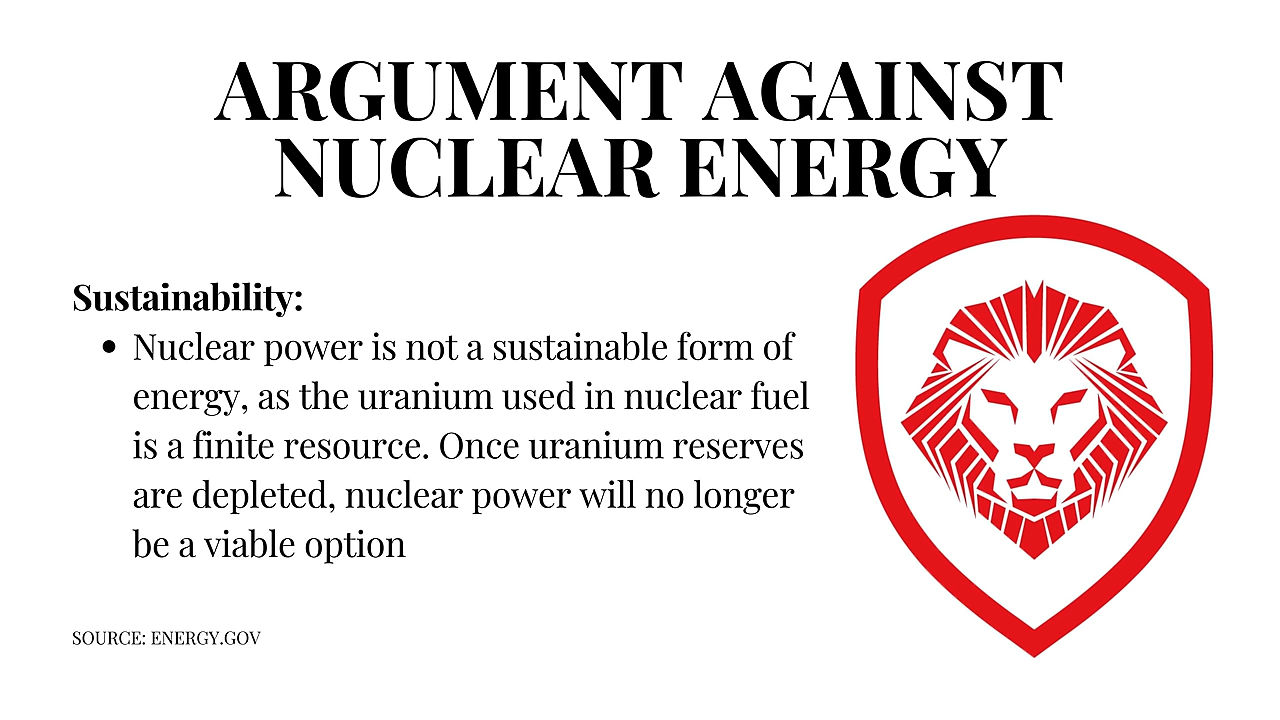 ARGUMENT AGAINST
NUCLEAR ENERGY
Sustainability:
• Nuclear power is not a sustainable form of
energy, as the uranium used in nuclear fuel
is a finite resource. Once uranium reserves
are depleted, nuclear power will no longer
be a viable option
SOURCE: ENERGY.GOV